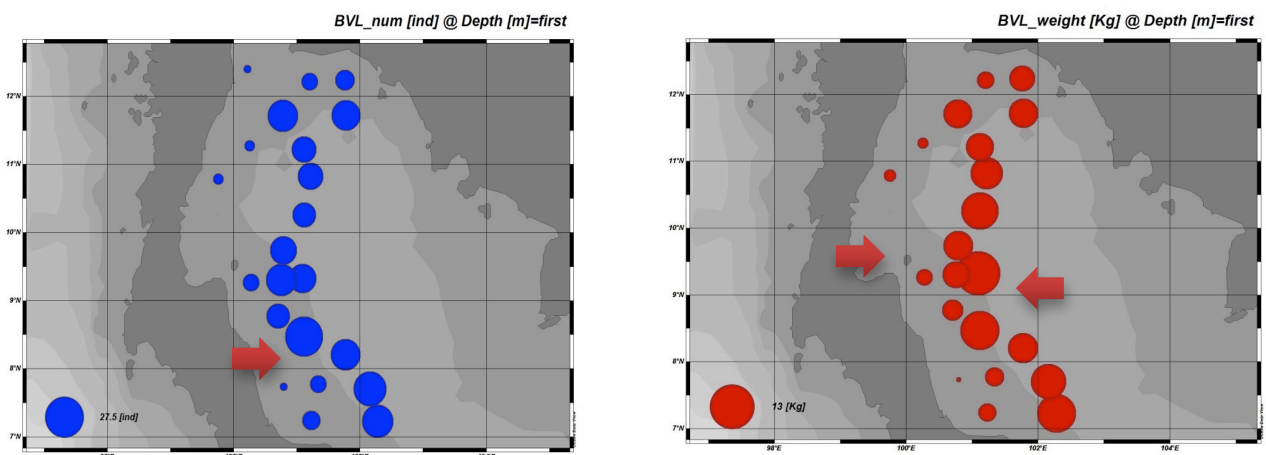 BVL_num [ind] @ Depth [m]=first
12°N
11°N
10°N
9°N
8°N
7°N
27.5 [ind]
BVL_weight [Kg] @ Depth [m]=first
12°N
11°N
10°N
9°N
8°N
7°N
13 [Kg]
98°E
100°E
102°E